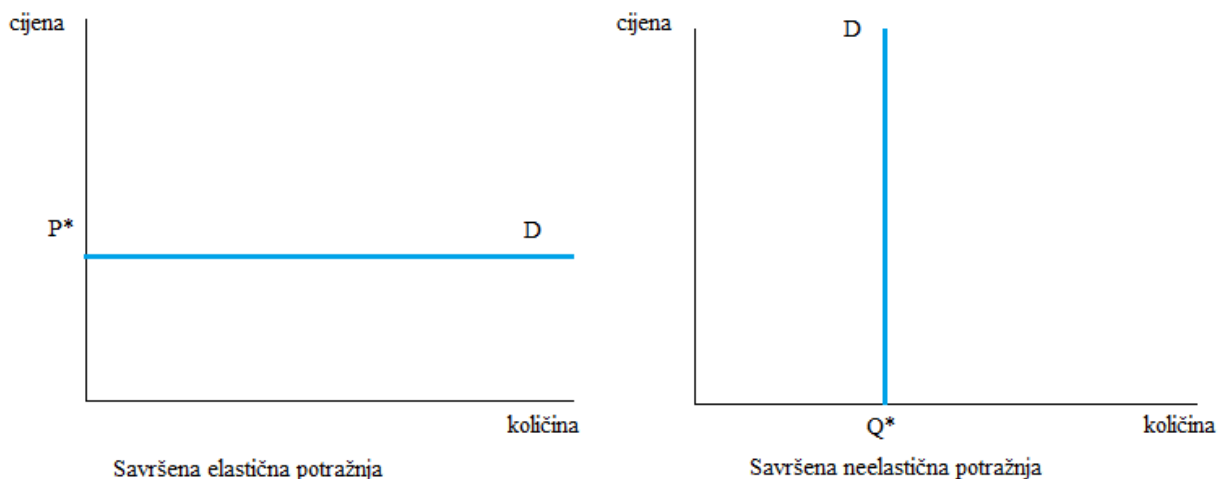 cijena
P*
D
količina
Savršena elastična potražnja
cijena
D
Q*
količina
Savršena neelastična potražnja